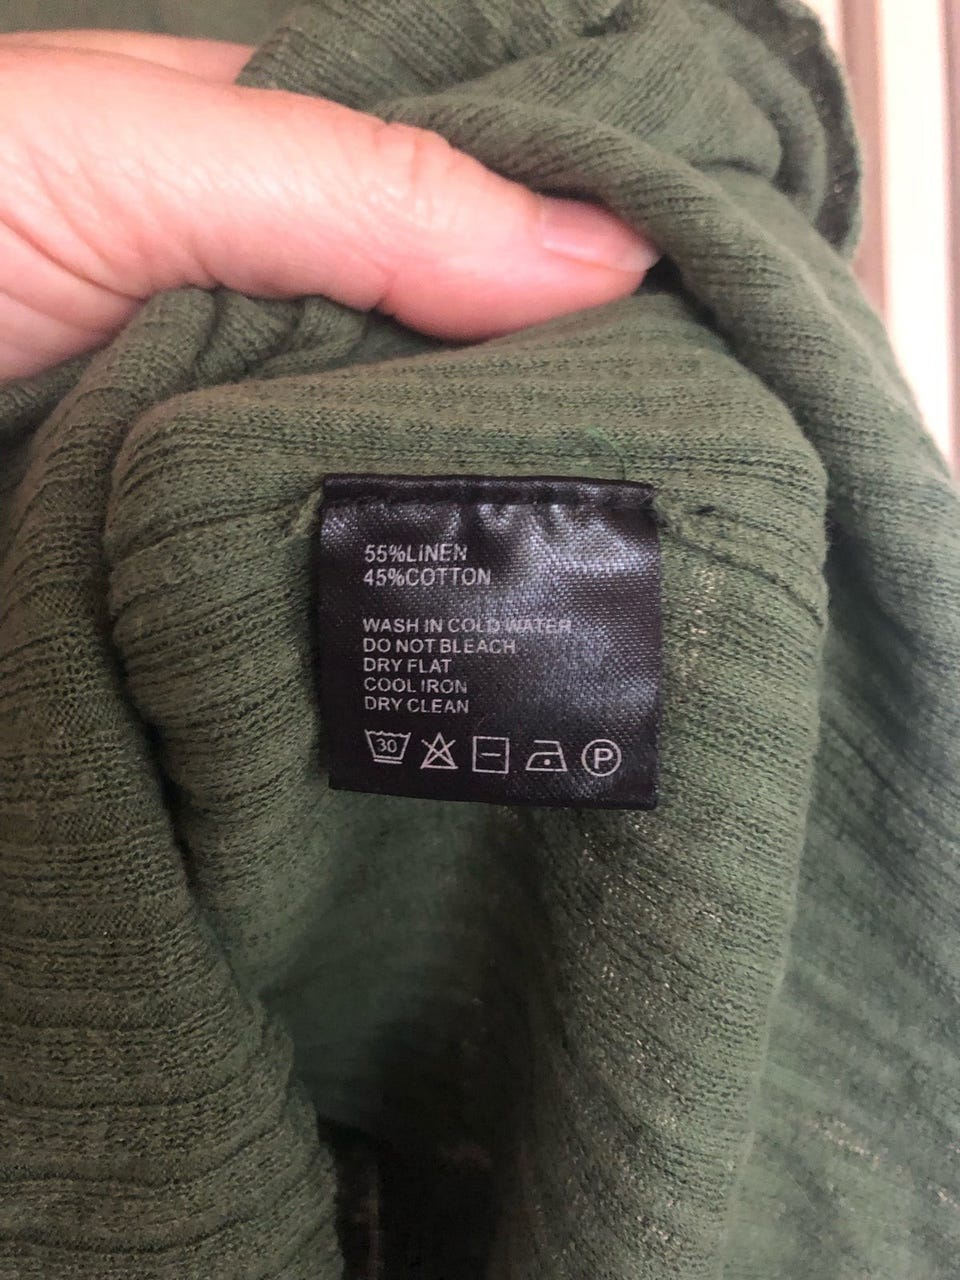 55%LINEN
45%COTTON
WASH IN COLD WATER
DO NOT BLEACH
DRY FLAT
COOL IRON
DRY CLEAN
30 P